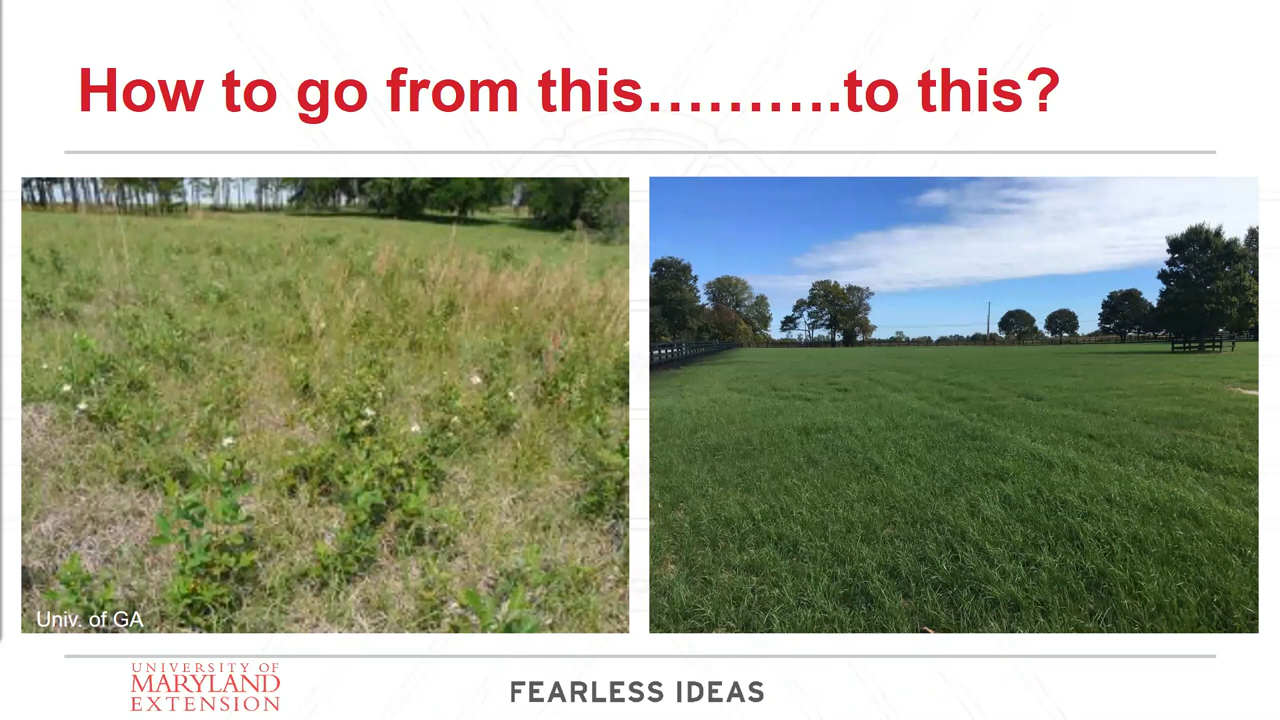 How to go from this……….to this?
Univ. of GA
UNIVERSITY OF
MARYLAND
EXTENSION
FEARLESS IDEAS